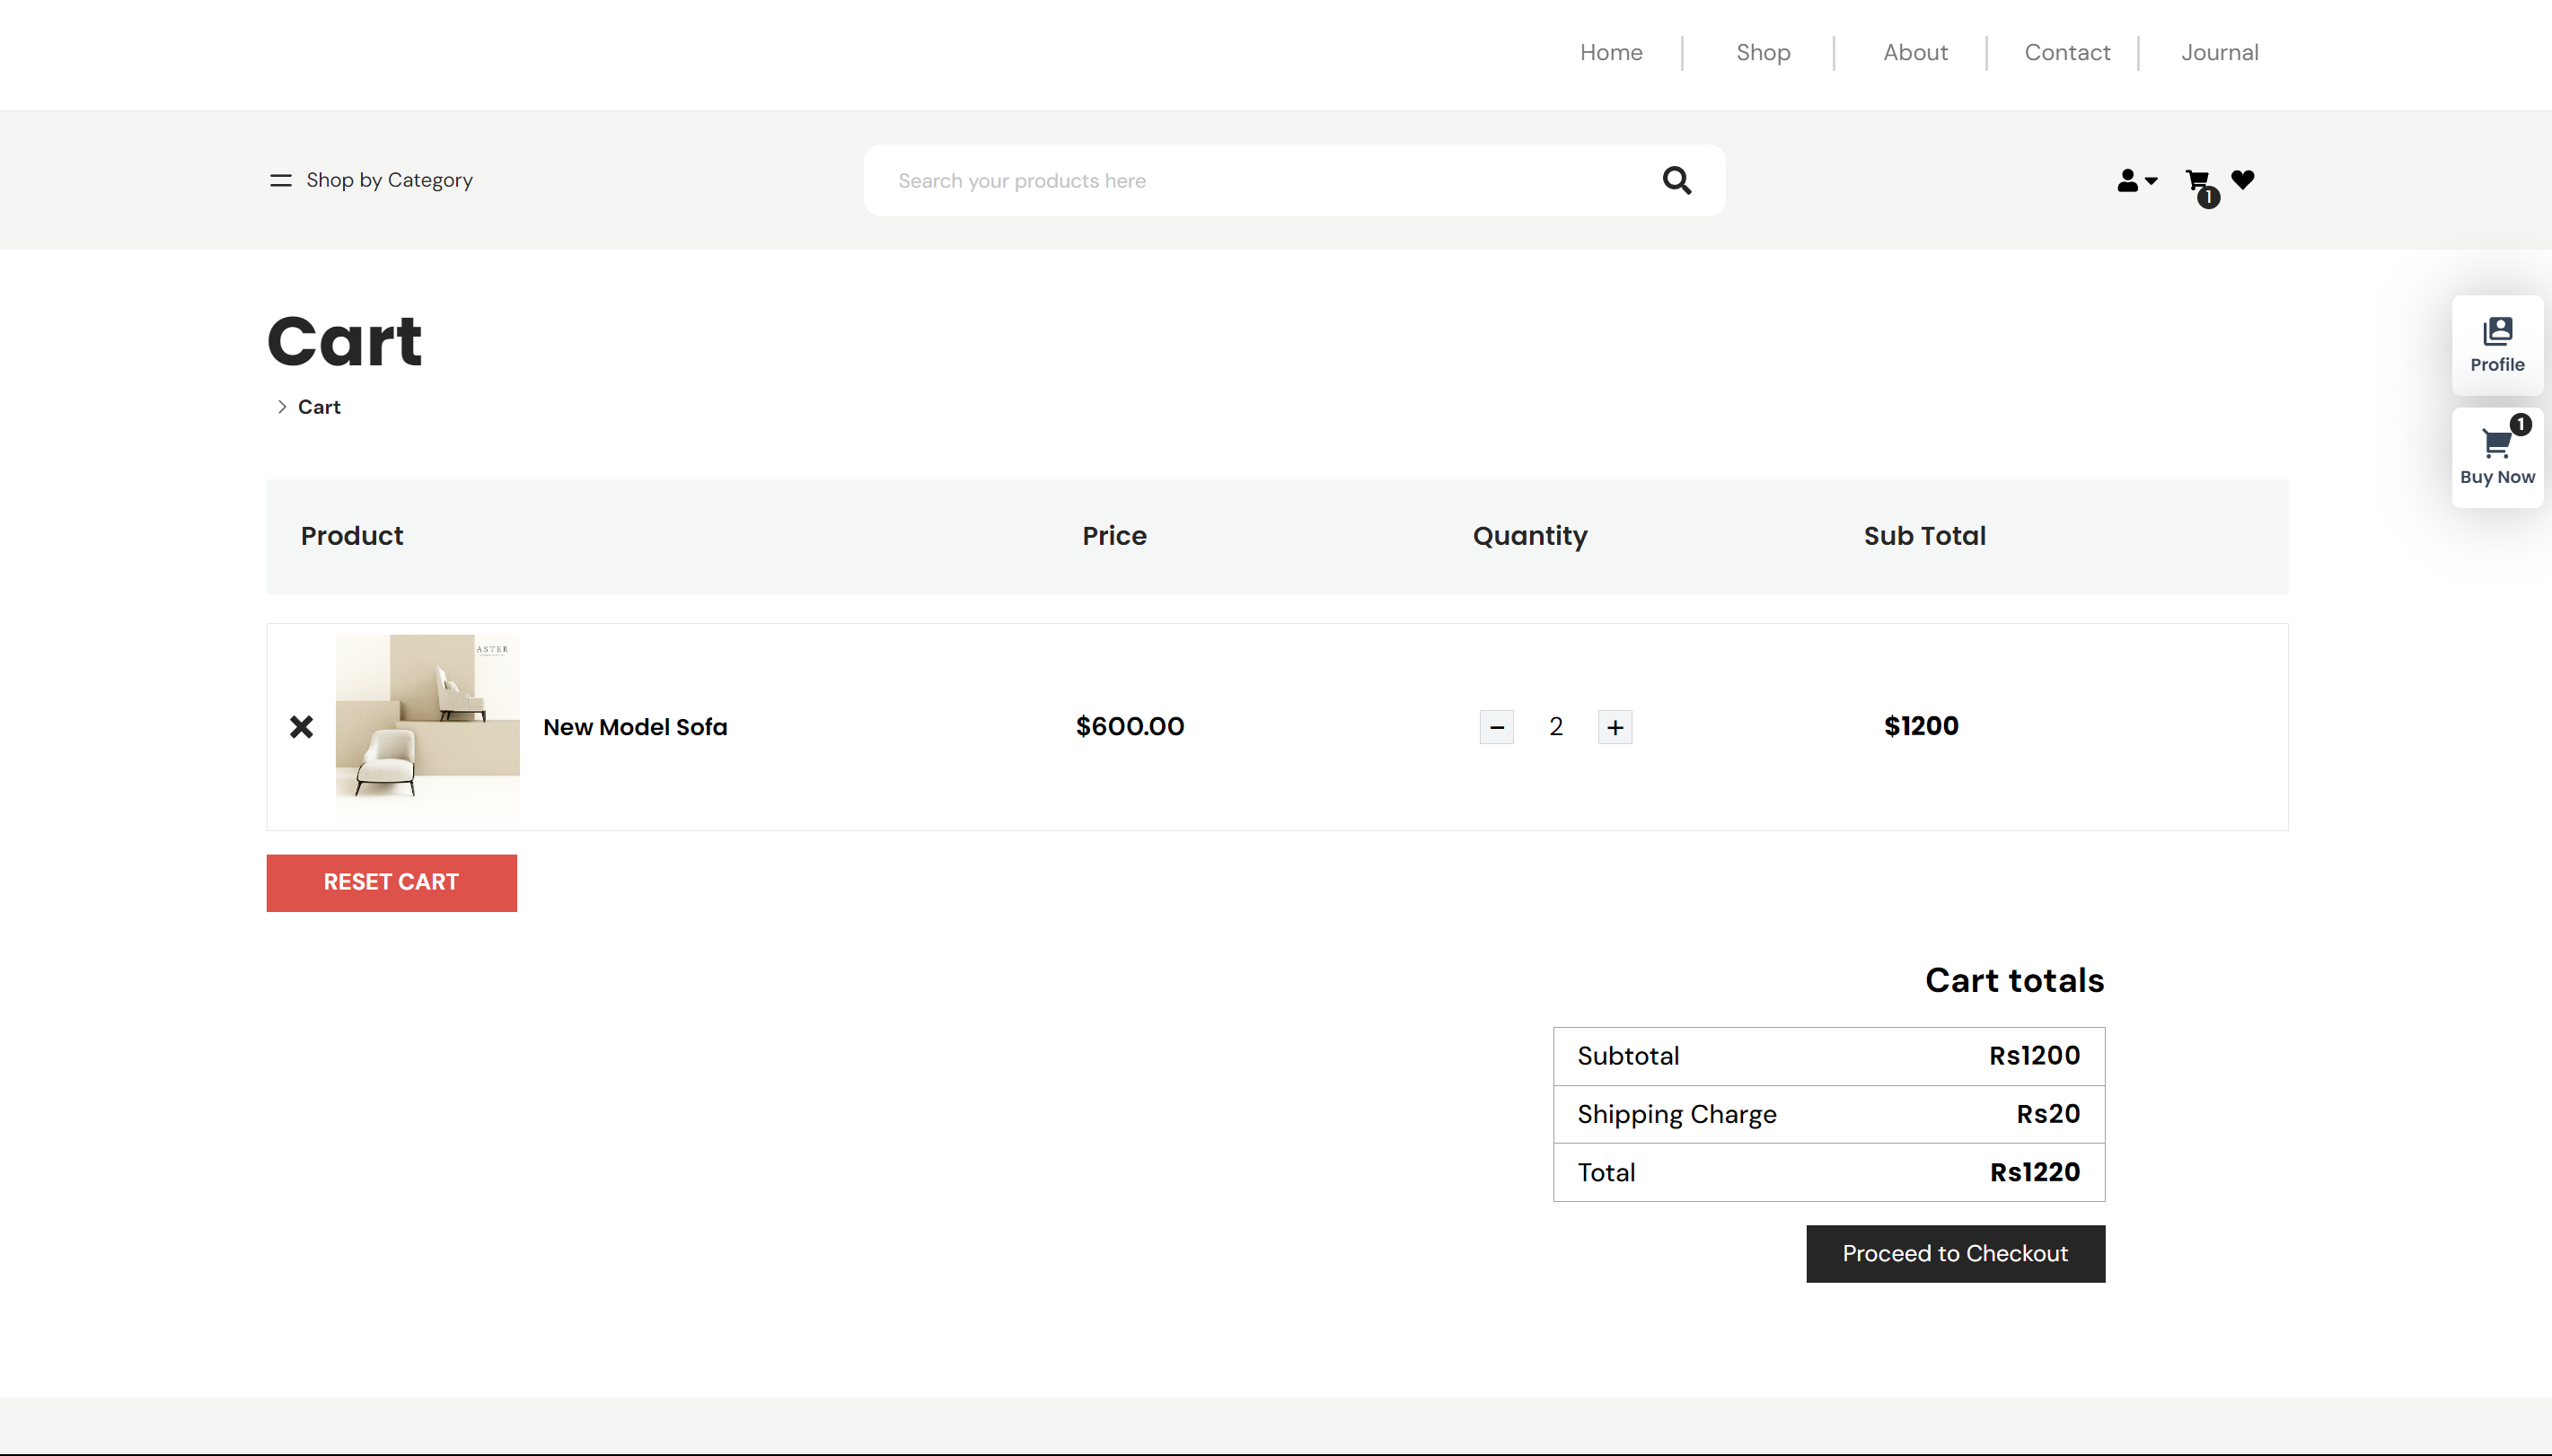 Home Shop About Contact Journal
Shop by Category
Search your products here
1
Cart
Cart
Profile
1
Buy Now
Product Price Quantity Sub Total
ASTER
New Model Sofa $600.00 − 2 + $1200
RESET CART
Cart totals
Subtotal Rs1200
Shipping Charge Rs20
Total Rs1220
Proceed to Checkout